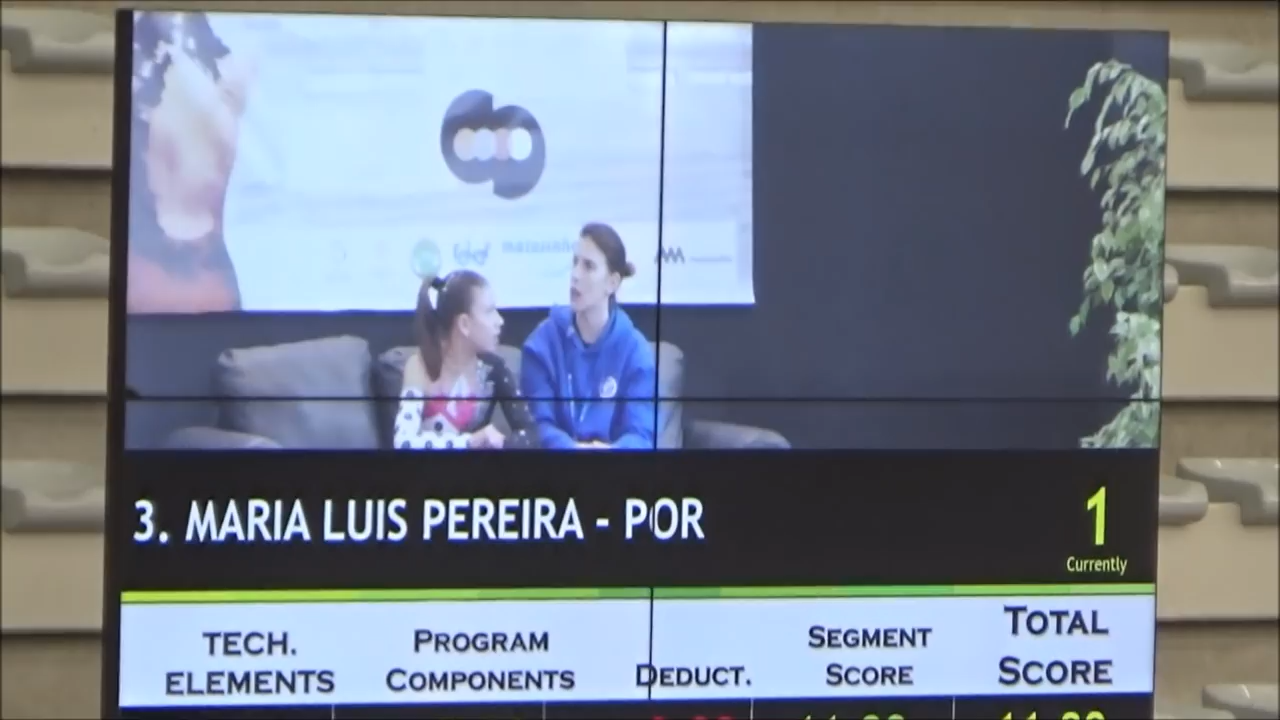 3. MARIA LUIS PEREIRA - POR
1
Currently
TECH. ELEMENTS
PROGRAM COMPONENTS
DEDUCT.
SEGMENT SCORE
TOTAL SCORE